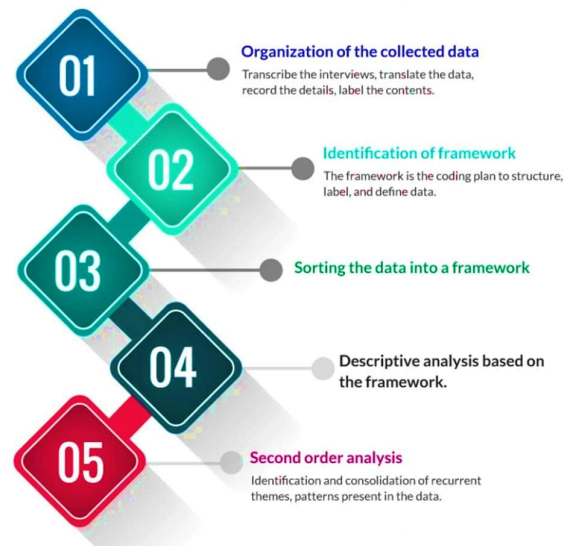 01
Organization of the collected data
Transcribe the interviews, translate the data,
record the details, label the contents.
02
Identification of framework
The framework is the coding plan to structure,
label, and define data.
03
Sorting the data into a framework
04
Descriptive analysis based on
the framework.
05
Second order analysis
Identification and consolidation of recurrent
themes, patterns present in the data.